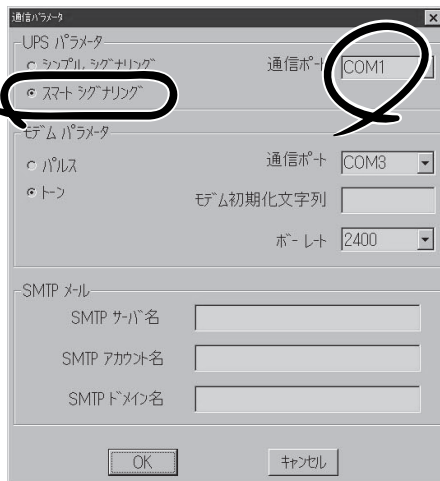 通信ﾊﾟﾗﾒｰﾀ
UPS ﾊﾟﾗﾒｰﾀ
ｼﾝﾌﾟﾙ ｼｸﾞﾅﾘﾝｸﾞ
通信ﾎﾟｰﾄ COM1
ｽﾏｰﾄ ｼｸﾞﾅﾘﾝｸﾞ
ﾓﾃﾞﾑ ﾊﾟﾗﾒｰﾀ
ﾊﾟﾙｽ
通信ﾎﾟｰﾄ COM3
ﾄｰﾝ
ﾓﾃﾞﾑ初期化文字列
ﾎﾞｰ ﾚｰﾄ 2400
SMTP ﾒｰﾙ
SMTP ｻｰﾊﾞ名
SMTP ｱｶｳﾝﾄ名
SMTP ﾄﾞﾒｲﾝ名
OK ｷｬﾝｾﾙ